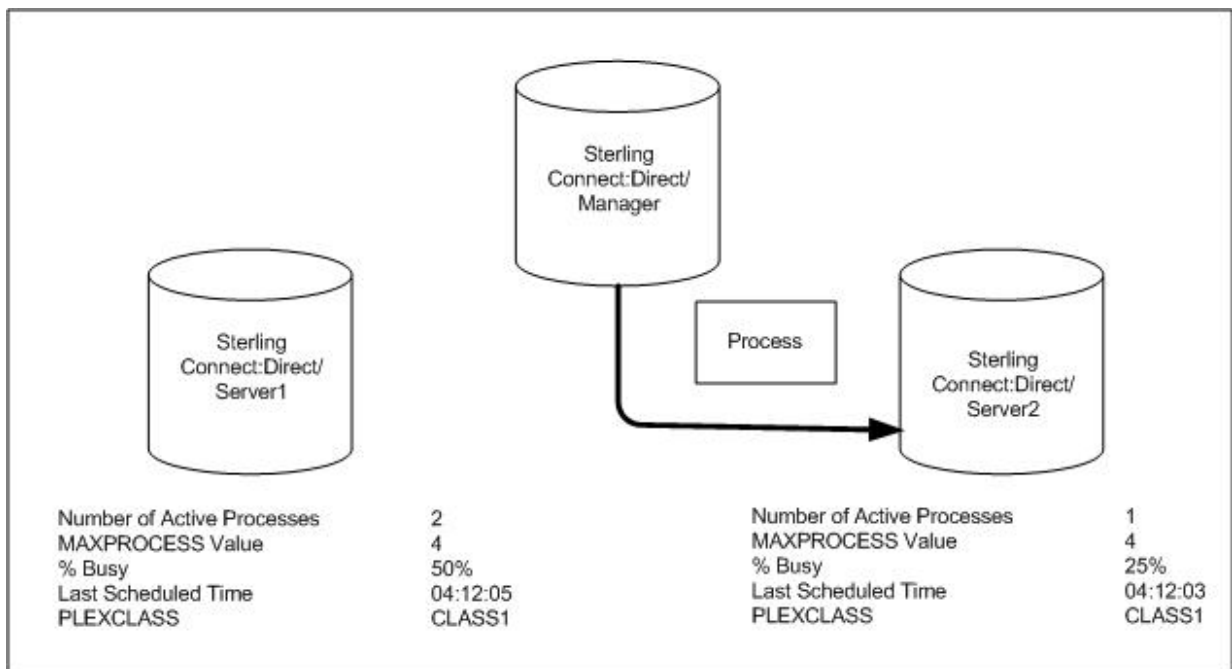 Sterling
Connect:Direct/
Manager
Sterling
Connect:Direct/
Server1
Process
Sterling
Connect:Direct/
Server2
Number of Active Processes 2
MAXPROCESS Value 4
% Busy 50%
Last Scheduled Time 04:12:05
PLEXCLASS CLASS1
Number of Active Processes 1
MAXPROCESS Value 4
% Busy 25%
Last Scheduled Time 04:12:03
PLEXCLASS CLASS1